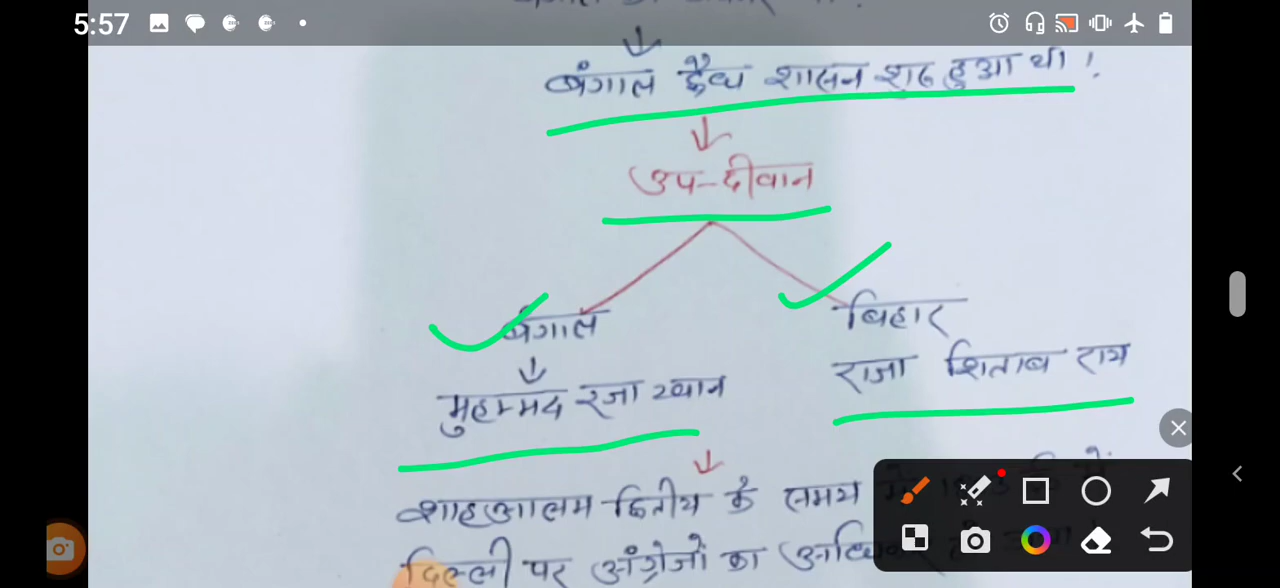 5:57
बंगाल द्वैध शासन शुरू हुआ था।
उप-दीवान
बंगाल
बिहार
मुहम्मद रजा खान
राजा शिताब राय
शाहआलम द्वितीय के समय में
दिल्ली पर अंग्रेजों का